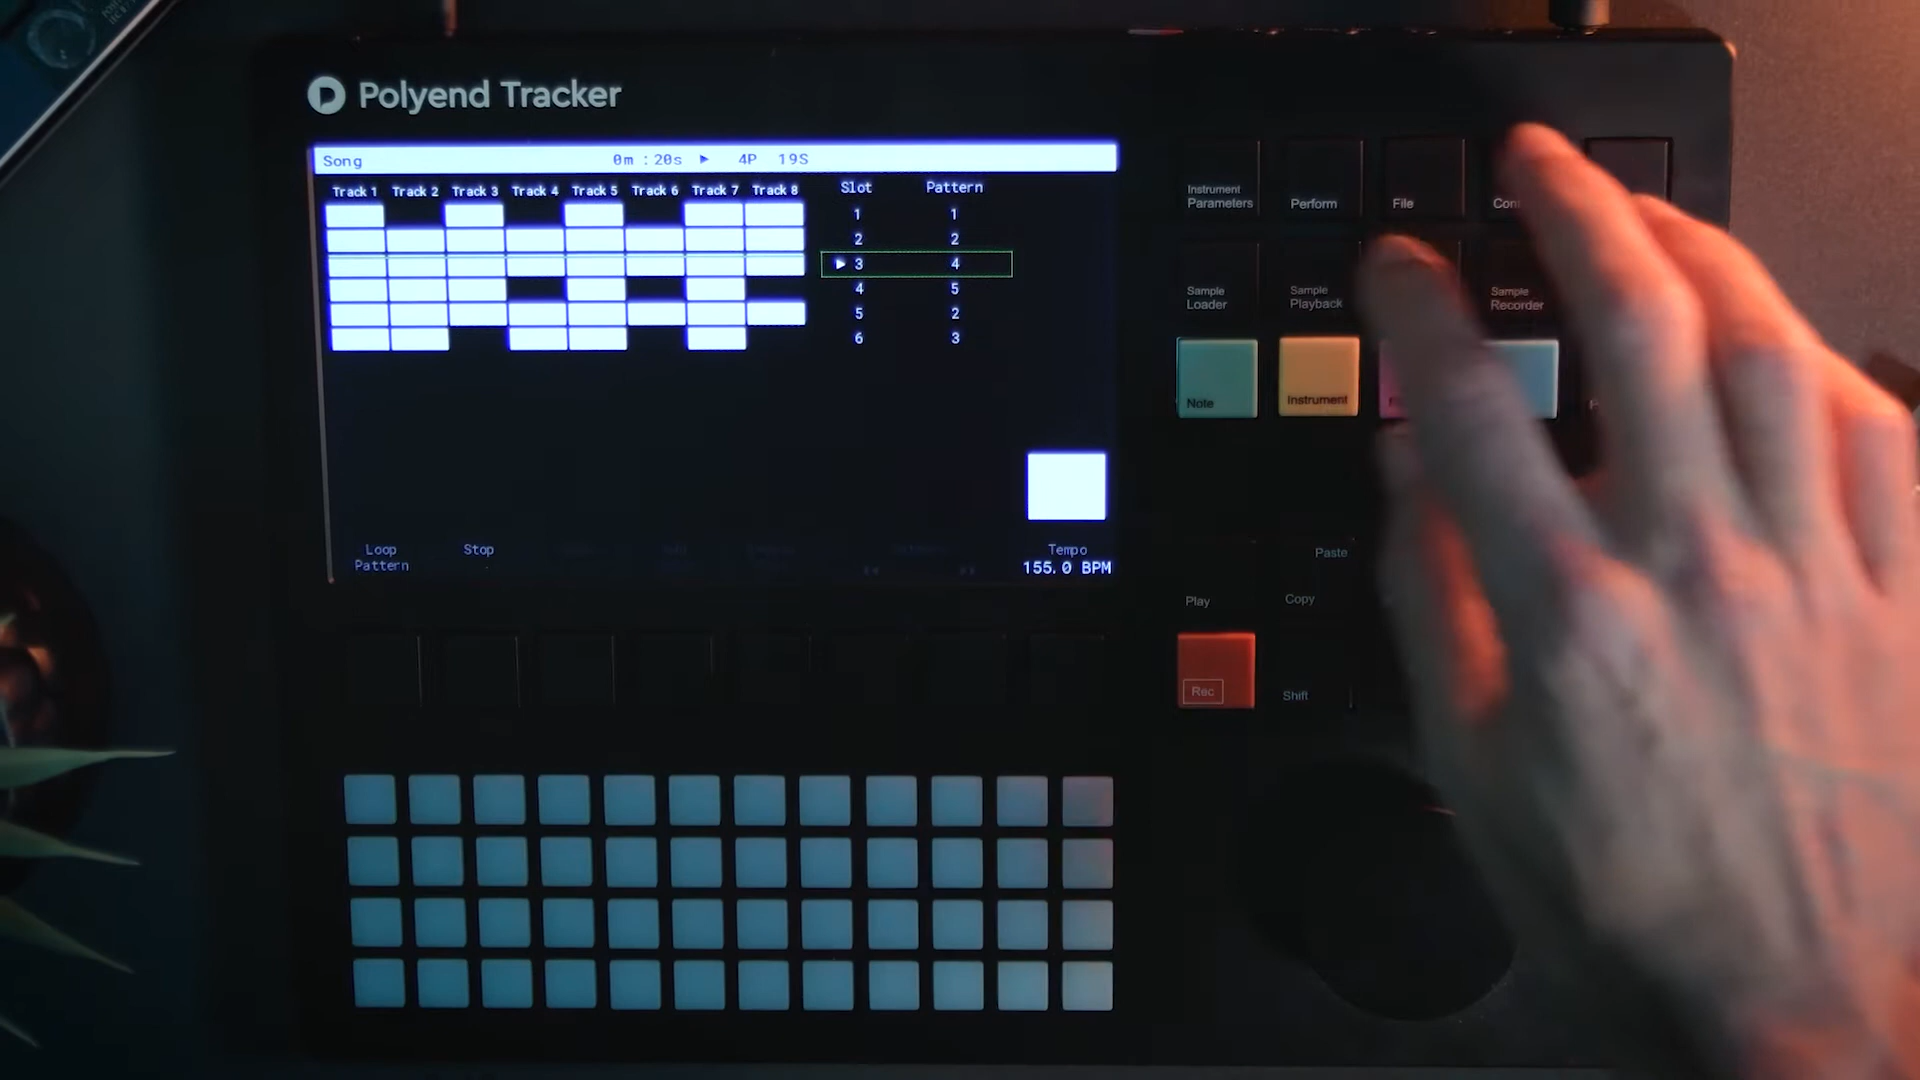 Polyend Tracker
Song 0m : 20s 4P 19S
Track 1 Track 2 Track 3 Track 4 Track 5 Track 6 Track 7 Track 8 Slot Pattern
1 1
2 2
3 4
4 5
5 2
6 3
Loop Pattern
Stop
Tempo
155.0 BPM
Instrument Parameters
Perform
File
Sample Loader
Sample Playback
Sample Recorder
Note
Instrument
Paste
Play
Copy
Rec
Shift